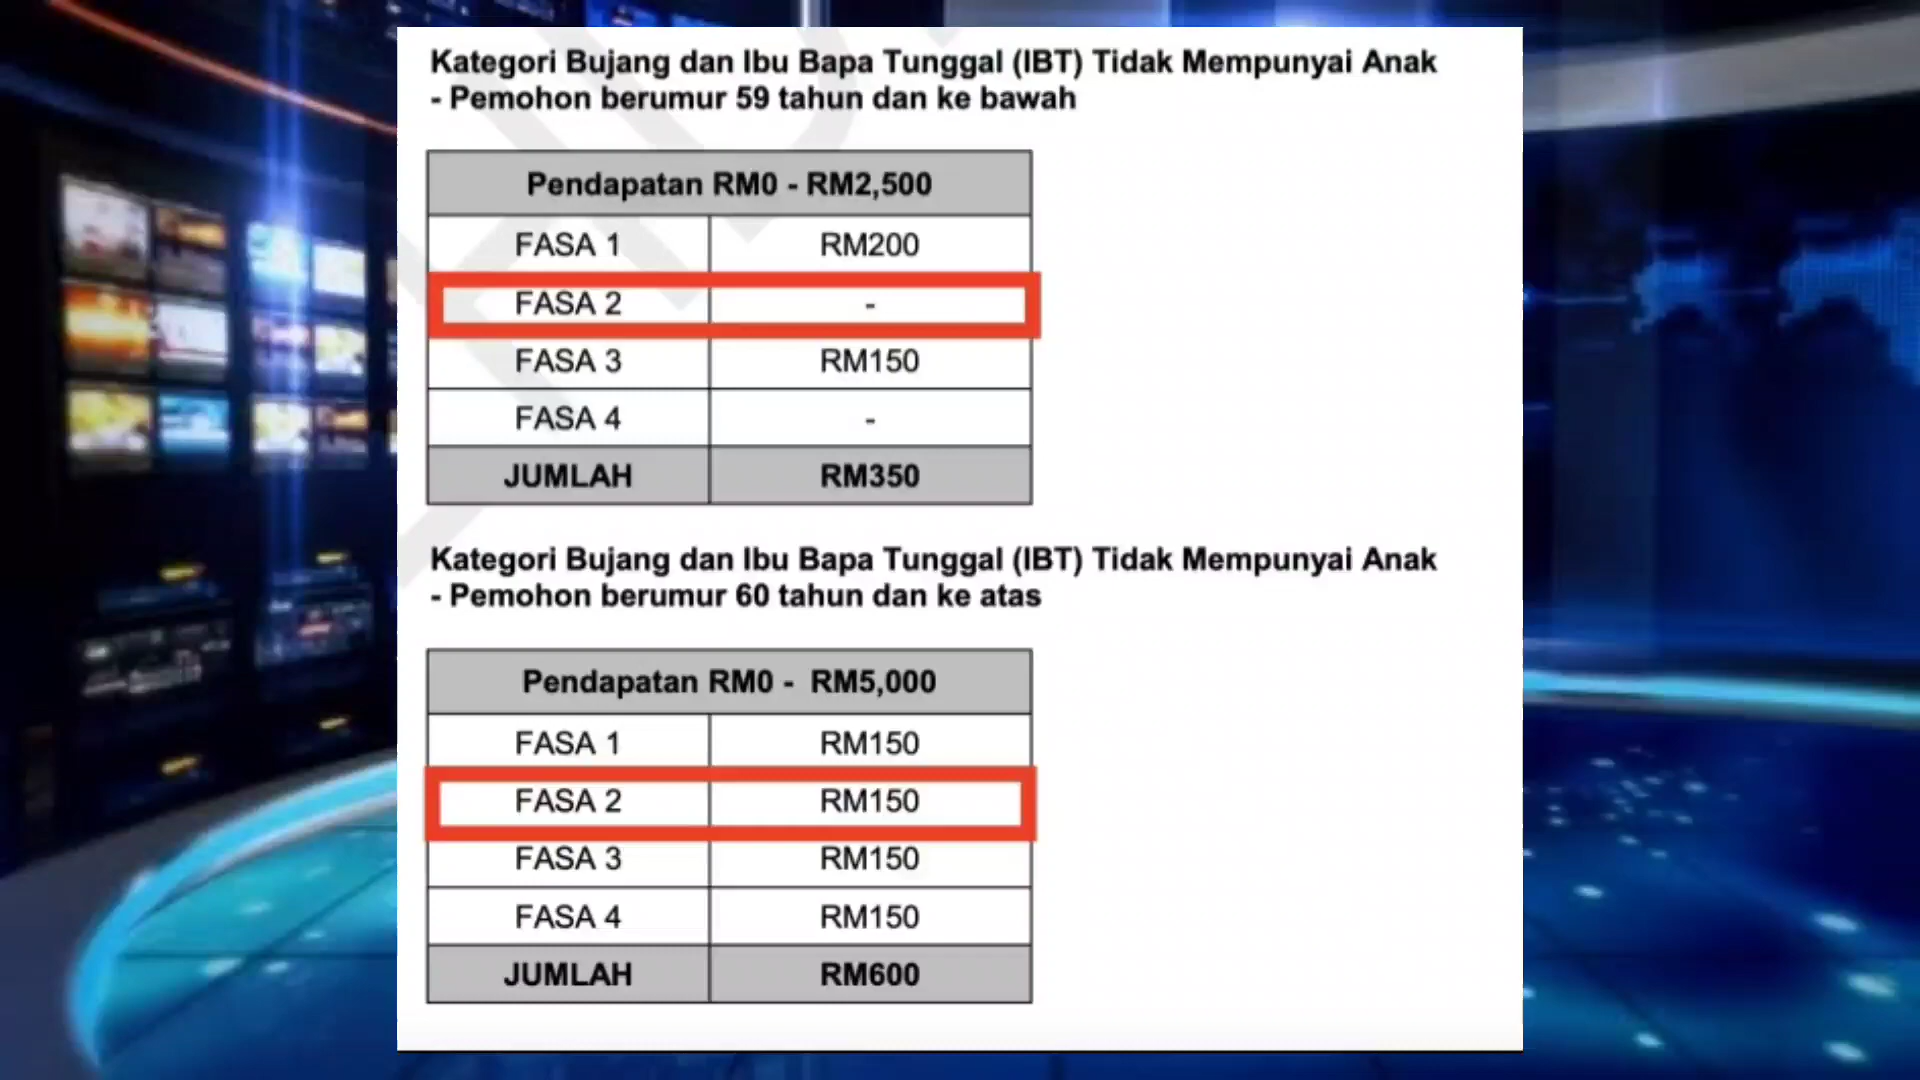 Kategori Bujang dan Ibu Bapa Tunggal (IBT) Tidak Mempunyai Anak
- Pemohon berumur 59 tahun dan ke bawah
Pendapatan RM0 - RM2,500
FASA 1 RM200
FASA 2 -
FASA 3 RM150
FASA 4 -
JUMLAH RM350
Kategori Bujang dan Ibu Bapa Tunggal (IBT) Tidak Mempunyai Anak
- Pemohon berumur 60 tahun dan ke atas
Pendapatan RM0 - RM5,000
FASA 1 RM150
FASA 2 RM150
FASA 3 RM150
FASA 4 RM150
JUMLAH RM600